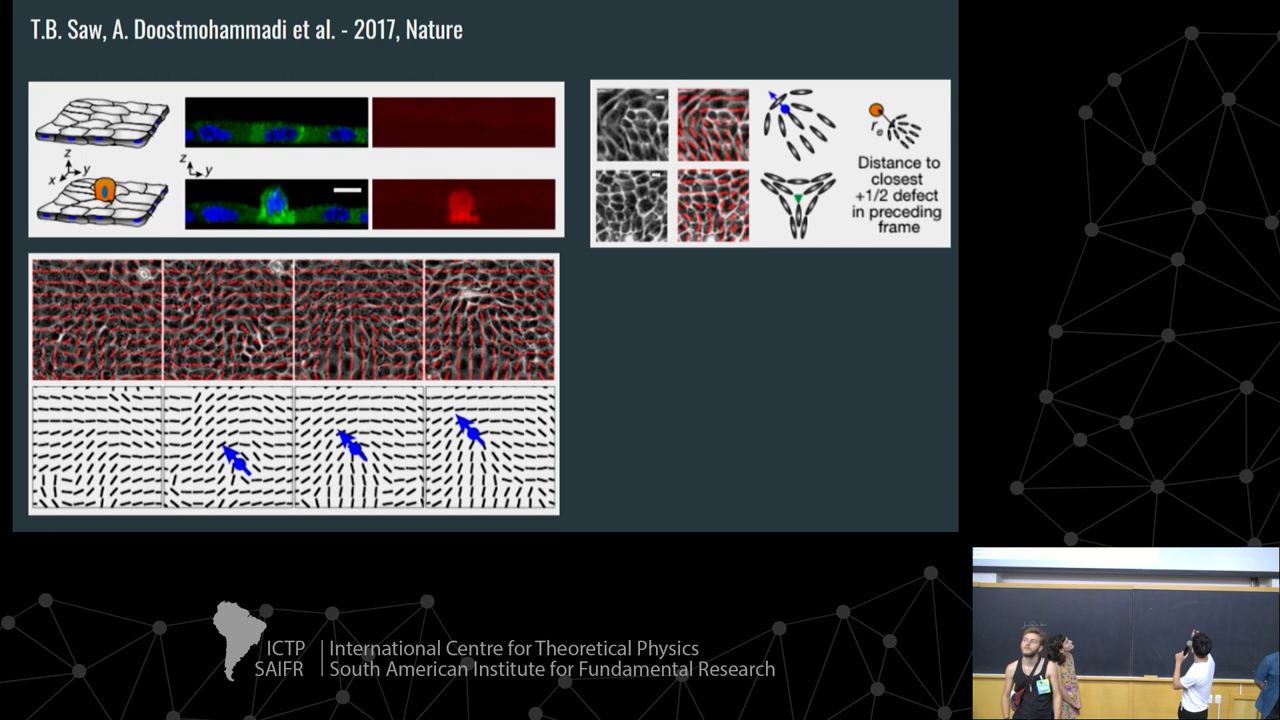 T.B. Saw, A. Doostmohammadi et al. - 2017, Nature
z
y
x
z
y
r_e
Distance to
closest
+1/2 defect
in preceding
frame
ICTP
SAIFR
International Centre for Theoretical Physics
South American Institute for Fundamental Research